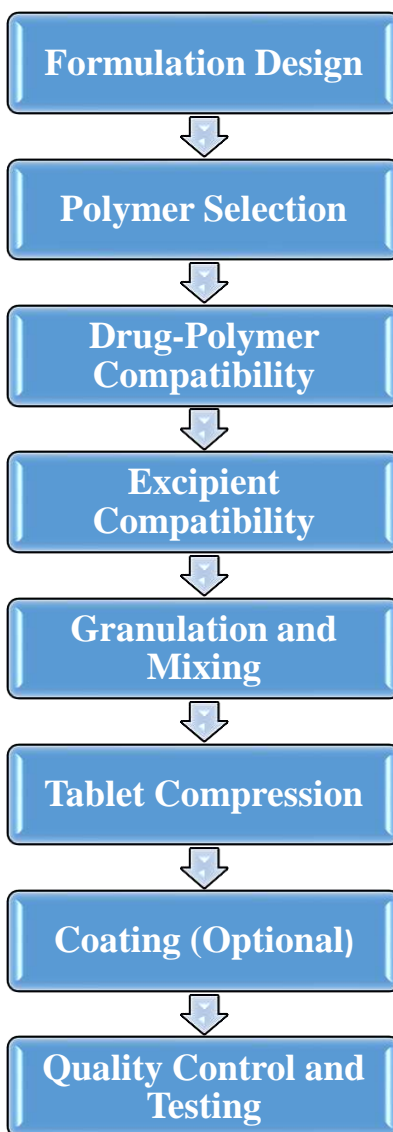 Formulation Design
Polymer Selection
Drug-Polymer
Compatibility
Excipient
Compatibility
Granulation and
Mixing
Tablet Compression
Coating (Optional)
Quality Control and
Testing